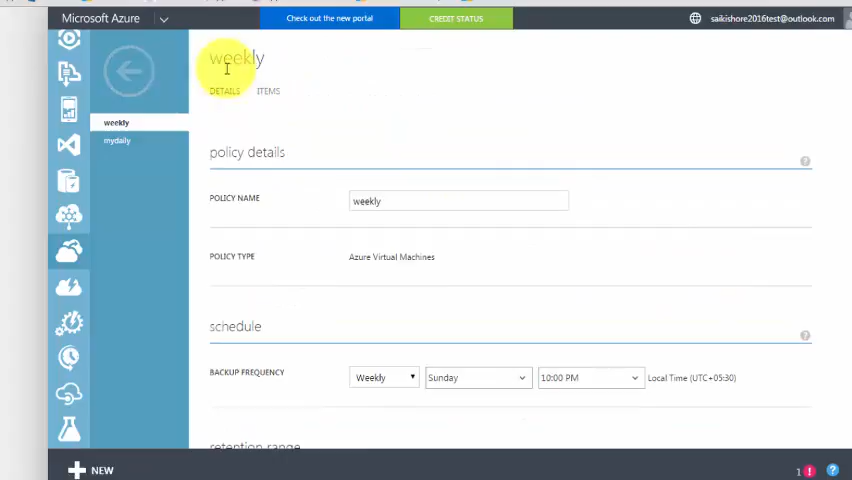 Microsoft Azure
Check out the new portal
CREDIT STATUS
saikishore2016test@outlook.com
weekly
DETAILS ITEMS
weekly
mydaily
policy details
?
POLICY NAME weekly
POLICY TYPE Azure Virtual Machines
schedule
?
BACKUP FREQUENCY Weekly Sunday 10:00 PM Local Time (UTC+05:30)
retention range
NEW
1 ! ?